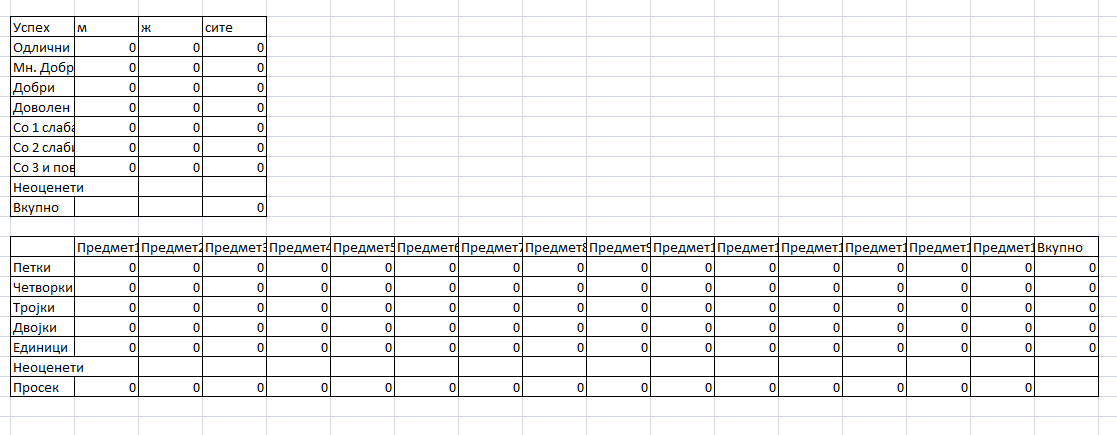 Успех м ж сите
Одлични 0 0 0
Мн. Добр 0 0 0
Добри 0 0 0
Доволен 0 0 0
Со 1 слаба 0 0 0
Со 2 слаби 0 0 0
Со 3 и пов 0 0 0
Неоценети
Вкупно 0
Предмет1 Предмет2 Предмет3 Предмет4 Предмет5 Предмет6 Предмет7 Предмет8 Предмет9 Предмет1 Предмет1 Предмет1 Предмет1 Предмет1 Предмет1 Вкупно
Петки 0 0 0 0 0 0 0 0 0 0 0 0 0 0 0 0
Четворки 0 0 0 0 0 0 0 0 0 0 0 0 0 0 0 0
Тројки 0 0 0 0 0 0 0 0 0 0 0 0 0 0 0 0
Двојки 0 0 0 0 0 0 0 0 0 0 0 0 0 0 0 0
Единици 0 0 0 0 0 0 0 0 0 0 0 0 0 0 0 0
Неоценети
Просек 0 0 0 0 0 0 0 0 0 0 0 0 0 0 0